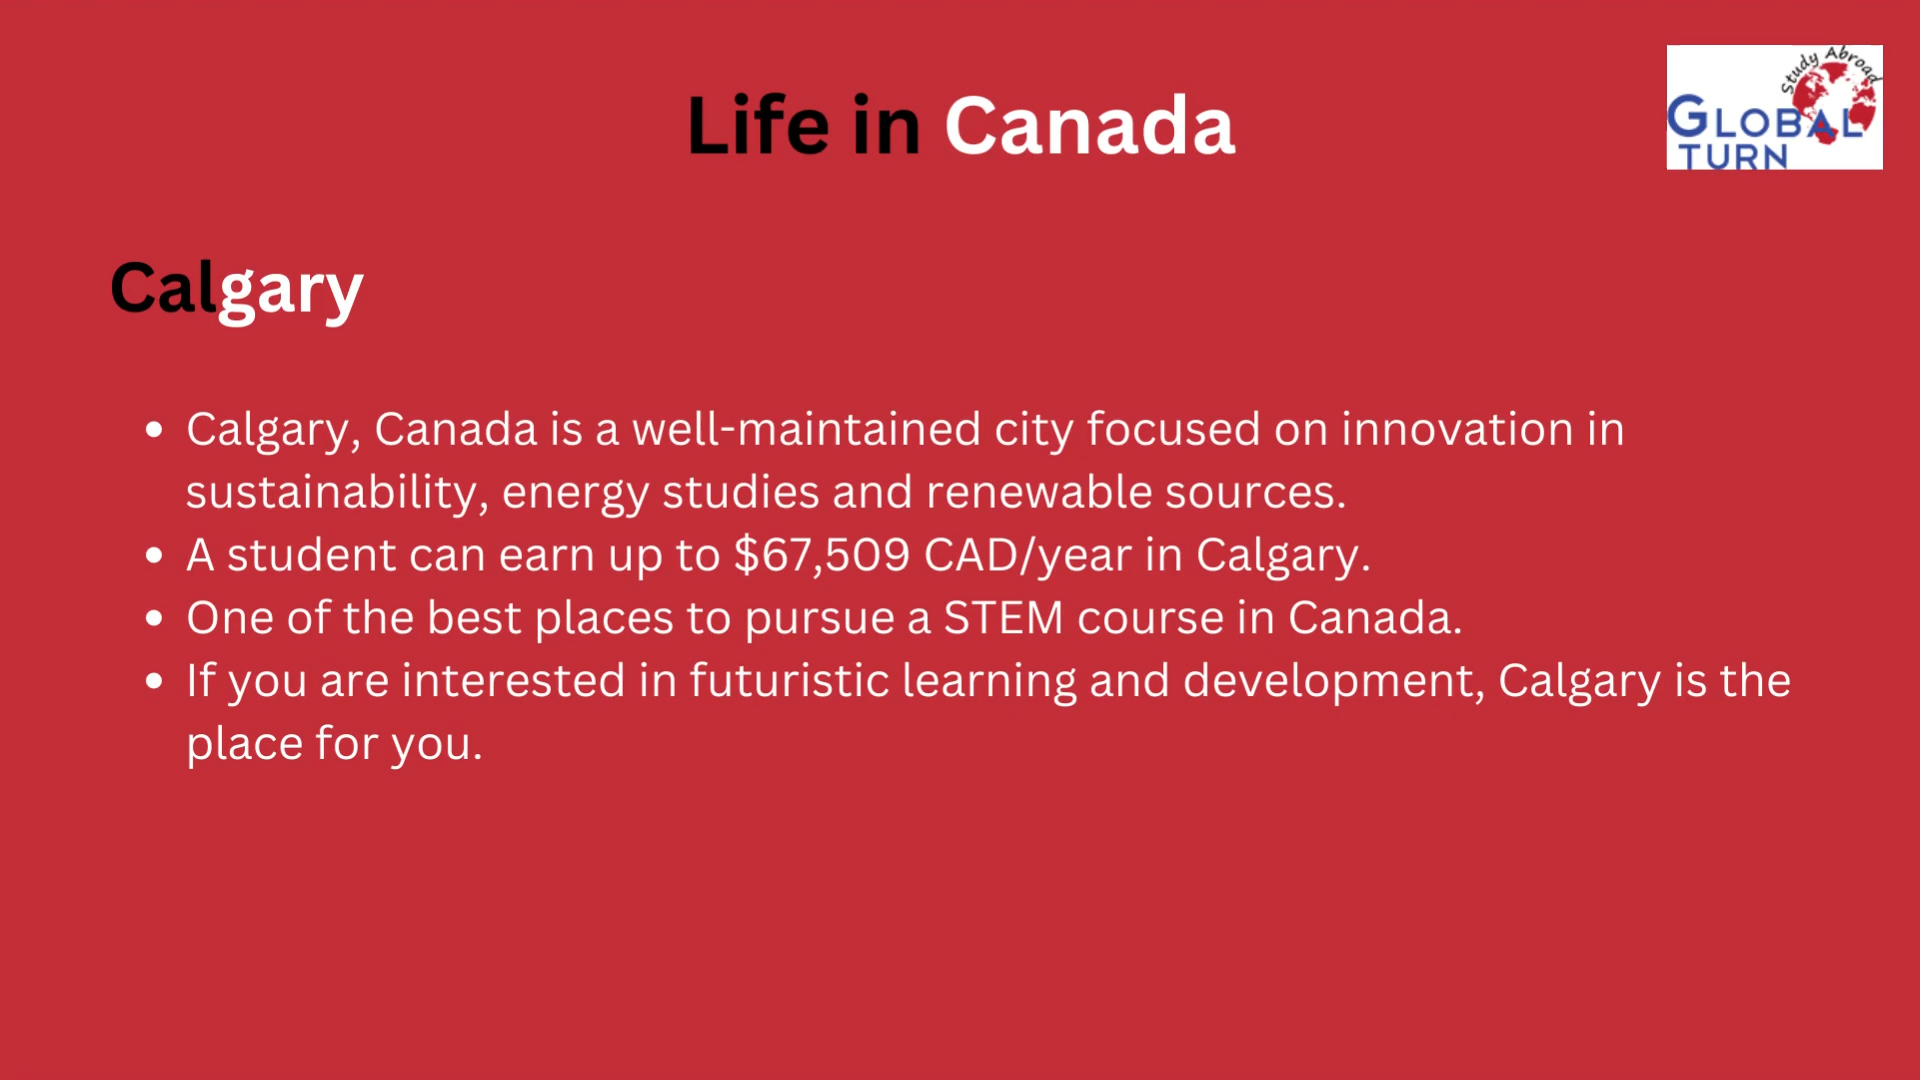 Life in Canada
Study Abroad
GLOBAL
TURN
Calgary
• Calgary, Canada is a well-maintained city focused on innovation in
sustainability, energy studies and renewable sources.
• A student can earn up to $67,509 CAD/year in Calgary.
• One of the best places to pursue a STEM course in Canada.
• If you are interested in futuristic learning and development, Calgary is the
place for you.